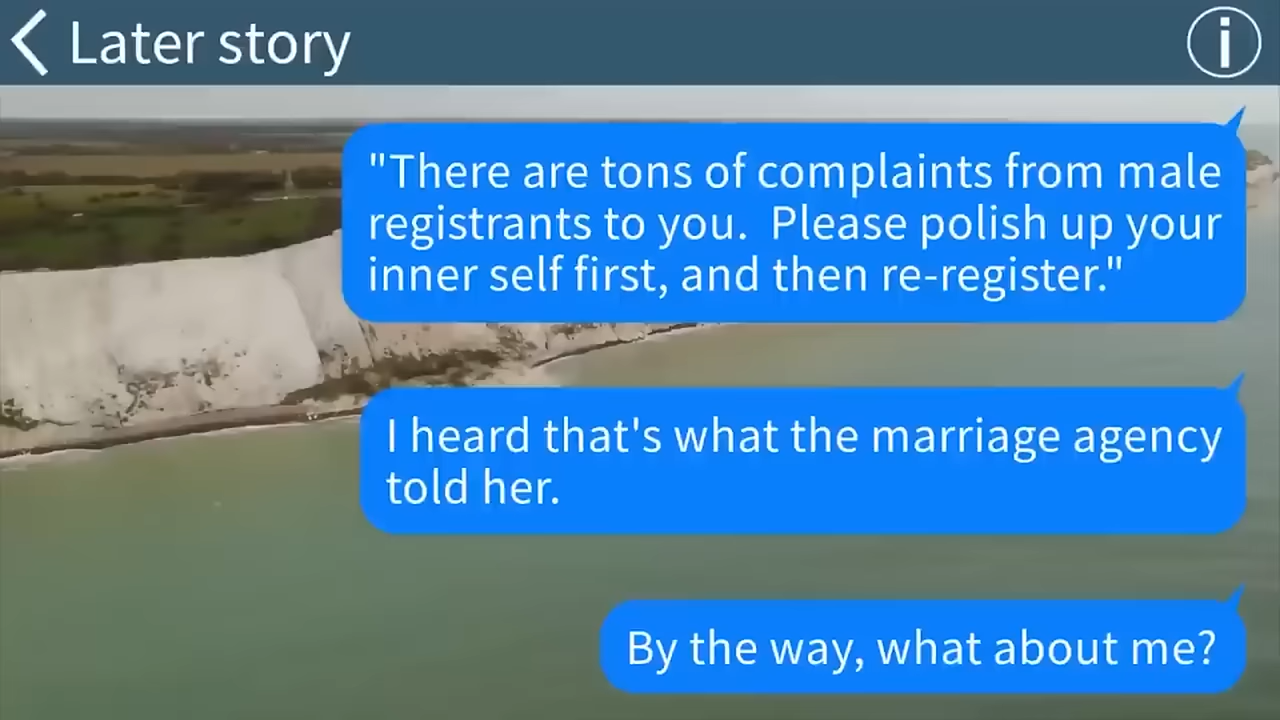 Later story
"There are tons of complaints from male
registrants to you.  Please polish up your
inner self first, and then re-register."
I heard that's what the marriage agency
told her.
By the way, what about me?